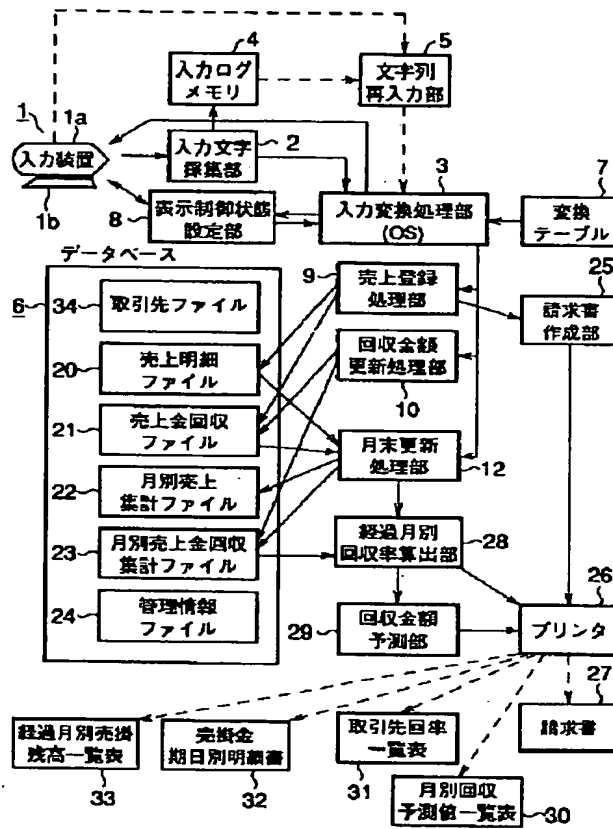 4
入力ログ
メモリ
5
文字列
再入力部
1
1a
入力装置
1b
2
入力文字
採集部
8
表示制御状態
設定部
3
入力変換処理部
(OS)
7
変換
テーブル
データベース
6
34
取引先ファイル
20
売上明細
ファイル
21
売上金回収
ファイル
22
月別売上
集計ファイル
23
月別売上金回収
集計ファイル
24
管理情報
ファイル
9
売上登録
処理部
回収金額
更新処理部
10
月末更新
処理部
12
25
請求書
作成部
経過月別
回収率算出部
28
29
回収金額
予測部
26
プリンタ
27
請求書
経過月別売掛
残高一覧表
33
売掛金
期日別明細書
32
取引先回率
一覧表
31
月別回収
予測値一覧表
30